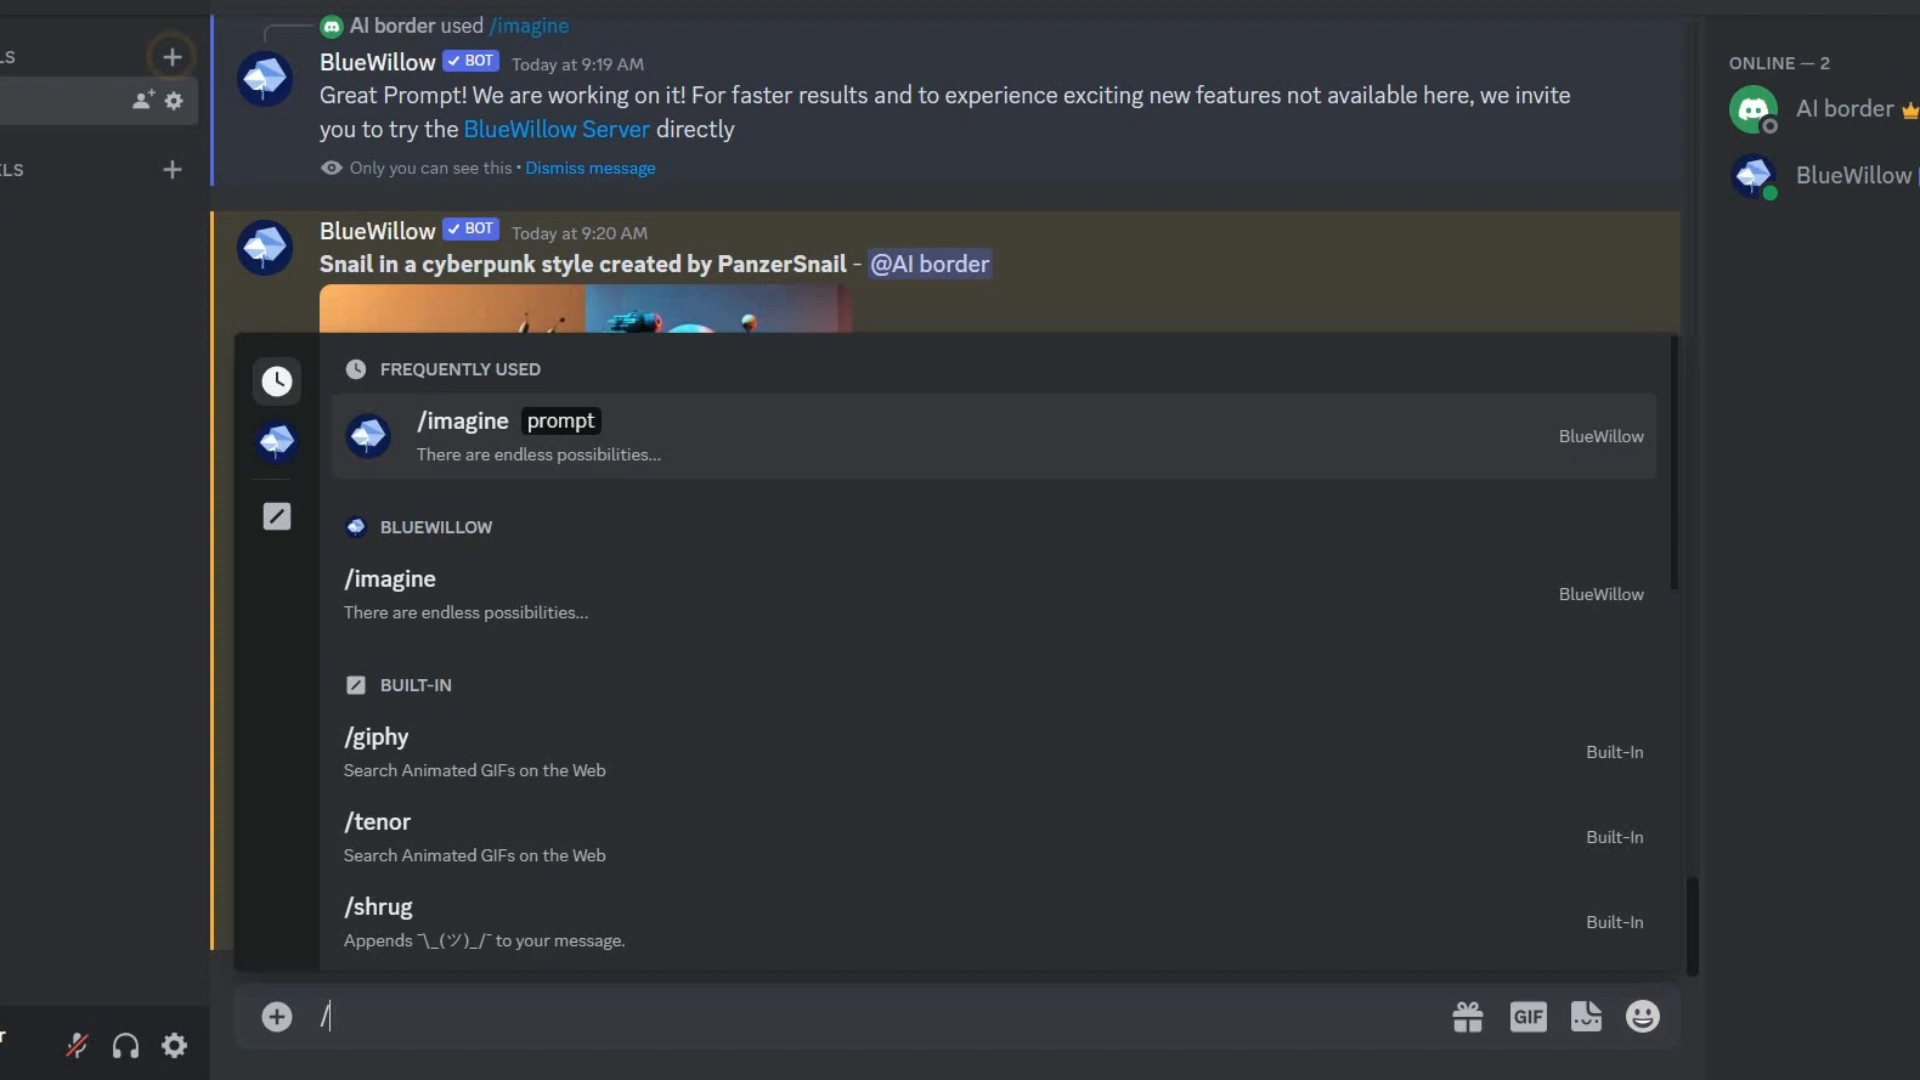 LS
AI border used /imagine
BlueWillow ✓ BOT Today at 9:19 AM
Great Prompt! We are working on it! For faster results and to experience exciting new features not available here, we invite
you to try the BlueWillow Server directly
Only you can see this • Dismiss message
ELS
BlueWillow ✓ BOT Today at 9:20 AM
Snail in a cyberpunk style created by PanzerSnail - @AI border
FREQUENTLY USED
/imagine prompt
There are endless possibilities...
BlueWillow
BLUEWILLOW
/imagine
There are endless possibilities...
BlueWillow
BUILT-IN
/giphy
Search Animated GIFs on the Web
Built-In
/tenor
Search Animated GIFs on the Web
Built-In
/shrug
Appends ¯\_(ツ)_/¯ to your message.
Built-In
/
GIF
r
ONLINE — 2
AI border
BlueWillow